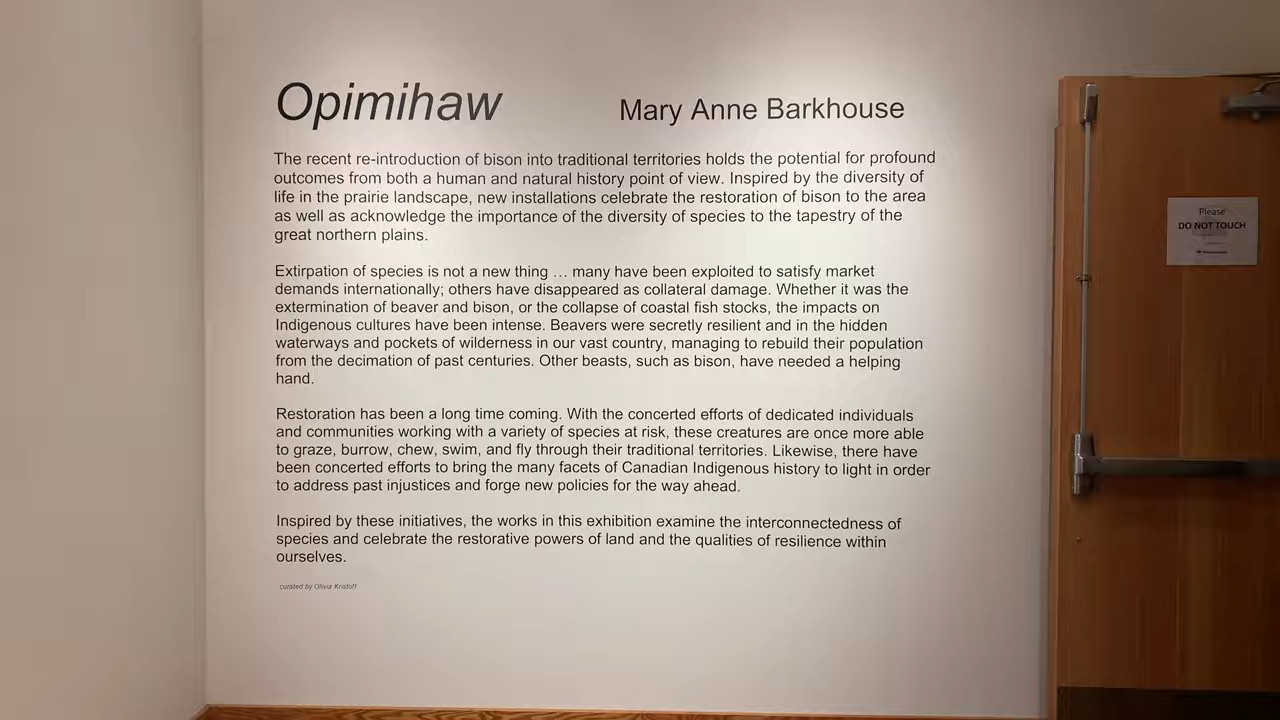 Opimihaw
Mary Anne Barkhouse
The recent re-introduction of bison into traditional territories holds the potential for profound
outcomes from both a human and natural history point of view. Inspired by the diversity of
life in the prairie landscape, new installations celebrate the restoration of bison to the area
as well as acknowledge the importance of the diversity of species to the tapestry of the
great northern plains.
Extirpation of species is not a new thing … many have been exploited to satisfy market
demands internationally; others have disappeared as collateral damage. Whether it was the
extermination of beaver and bison, or the collapse of coastal fish stocks, the impacts on
Indigenous cultures have been intense. Beavers were secretly resilient and in the hidden
waterways and pockets of wilderness in our vast country, managing to rebuild their population
from the decimation of past centuries. Other beasts, such as bison, have needed a helping
hand.
Restoration has been a long time coming. With the concerted efforts of dedicated individuals
and communities working with a variety of species at risk, these creatures are once more able
to graze, burrow, chew, swim, and fly through their traditional territories. Likewise, there have
been concerted efforts to bring the many facets of Canadian Indigenous history to light in order
to address past injustices and forge new policies for the way ahead.
Inspired by these initiatives, the works in this exhibition examine the interconnectedness of
species and celebrate the restorative powers of land and the qualities of resilience within
ourselves.
curated by Olivia Kristoff
Please
DO NOT TOUCH